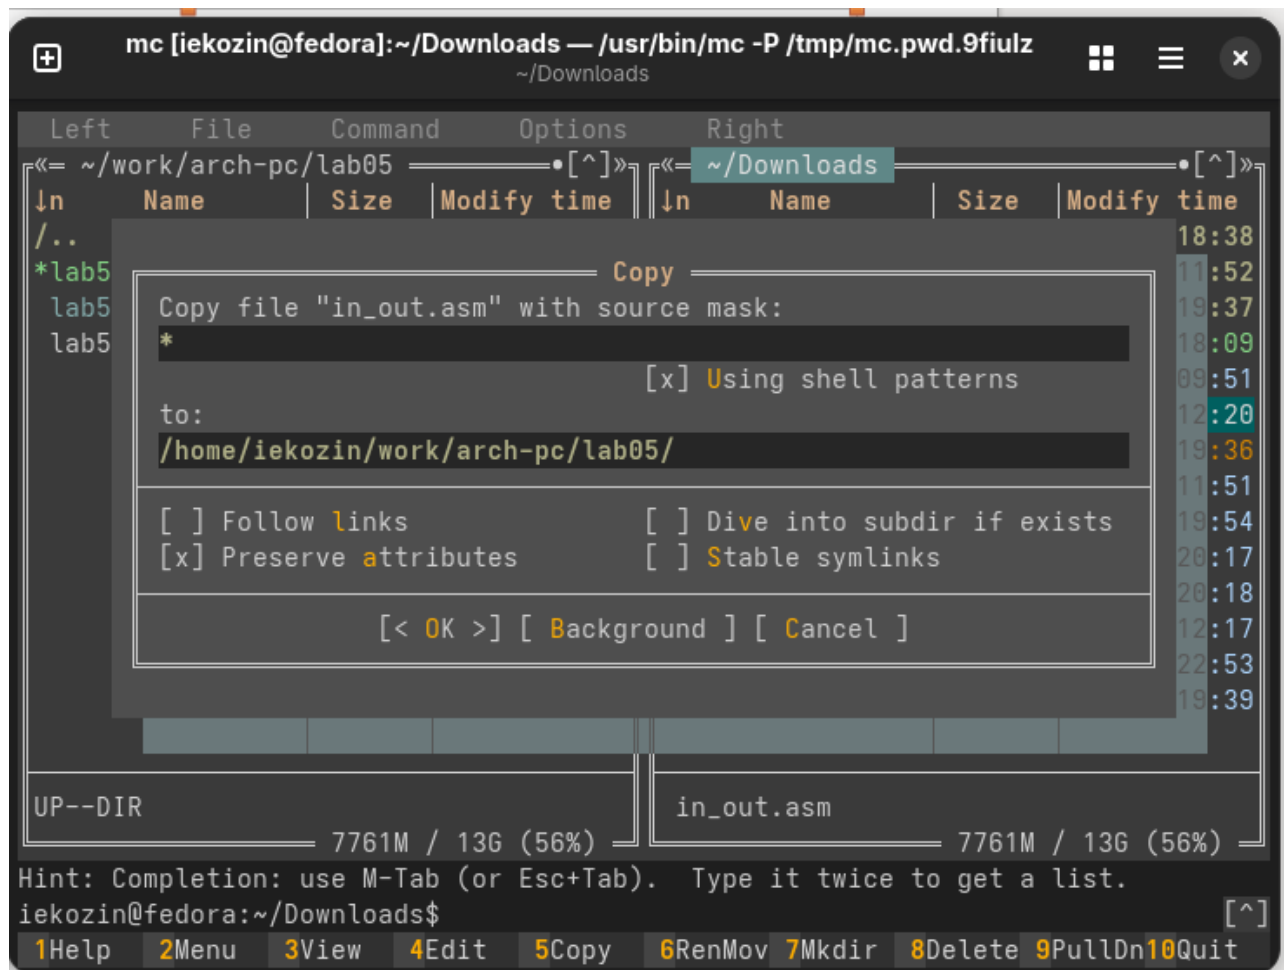 mc [iekozin@fedora]:~/Downloads — /usr/bin/mc -P /tmp/mc.pwd.9fiulz
~/Downloads
Left File Command Options Right
«= ~/work/arch-pc/lab05 •[^]» «= ~/Downloads •[^]»
↓n Name Size Modify time ↓n Name Size Modify time
/.. 18:38
*lab5 Copy 11:52
lab5 Copy file "in_out.asm" with source mask: 19:37
lab5 * 18:09
[x] Using shell patterns 09:51
to: 12:20
/home/iekozin/work/arch-pc/lab05/ 19:36
11:51
[ ] Follow links [ ] Dive into subdir if exists 19:54
[x] Preserve attributes [ ] Stable symlinks 20:17
20:18
[< OK >] [ Background ] [ Cancel ] 12:17
22:53
19:39
UP--DIR in_out.asm
7761M / 13G (56%) 7761M / 13G (56%)
Hint: Completion: use M-Tab (or Esc+Tab). Type it twice to get a list.
iekozin@fedora:~/Downloads$ [^]
1Help 2Menu 3View 4Edit 5Copy 6RenMov 7Mkdir 8Delete 9PullDn 10Quit